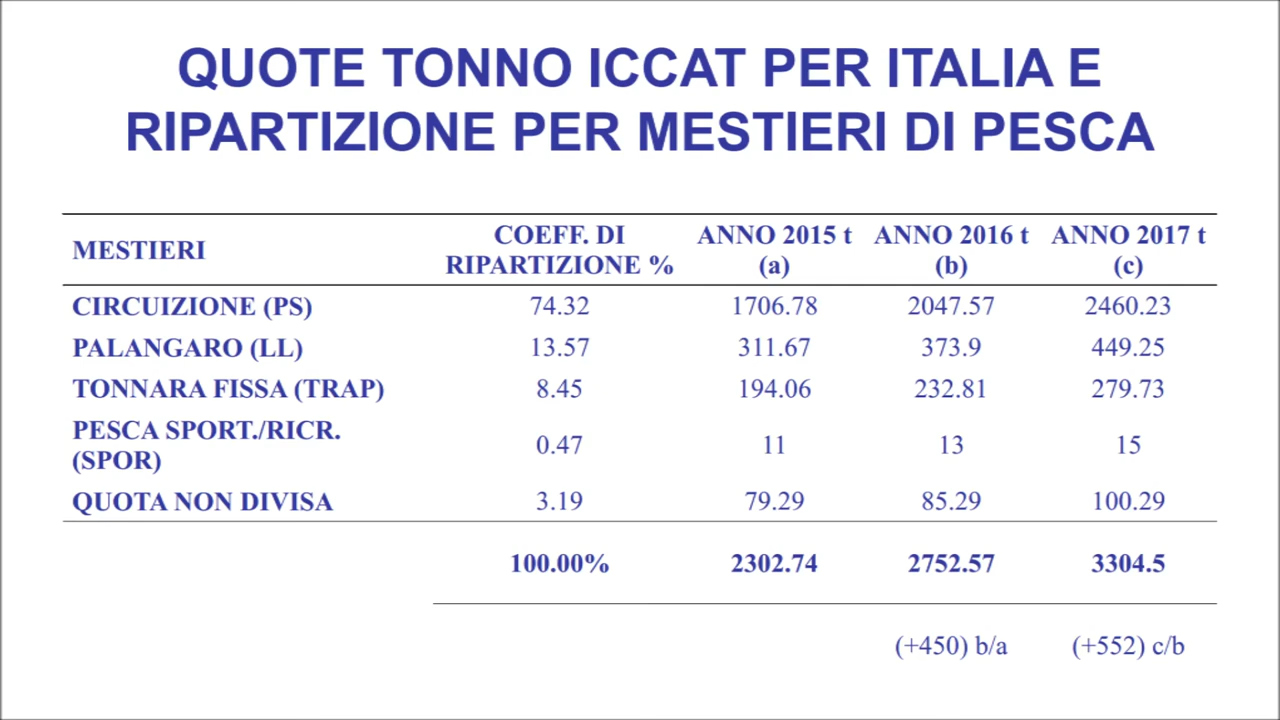 QUOTE TONNO ICCAT PER ITALIA E
RIPARTIZIONE PER MESTIERI DI PESCA
MESTIERI COEFF. DI RIPARTIZIONE % ANNO 2015 t (a) ANNO 2016 t (b) ANNO 2017 t (c)
CIRCUIZIONE (PS) 74.32 1706.78 2047.57 2460.23
PALANGARO (LL) 13.57 311.67 373.9 449.25
TONNARA FISSA (TRAP) 8.45 194.06 232.81 279.73
PESCA SPORT./RICR. (SPOR) 0.47 11 13 15
QUOTA NON DIVISA 3.19 79.29 85.29 100.29
100.00% 2302.74 2752.57 3304.5
(+450) b/a (+552) c/b